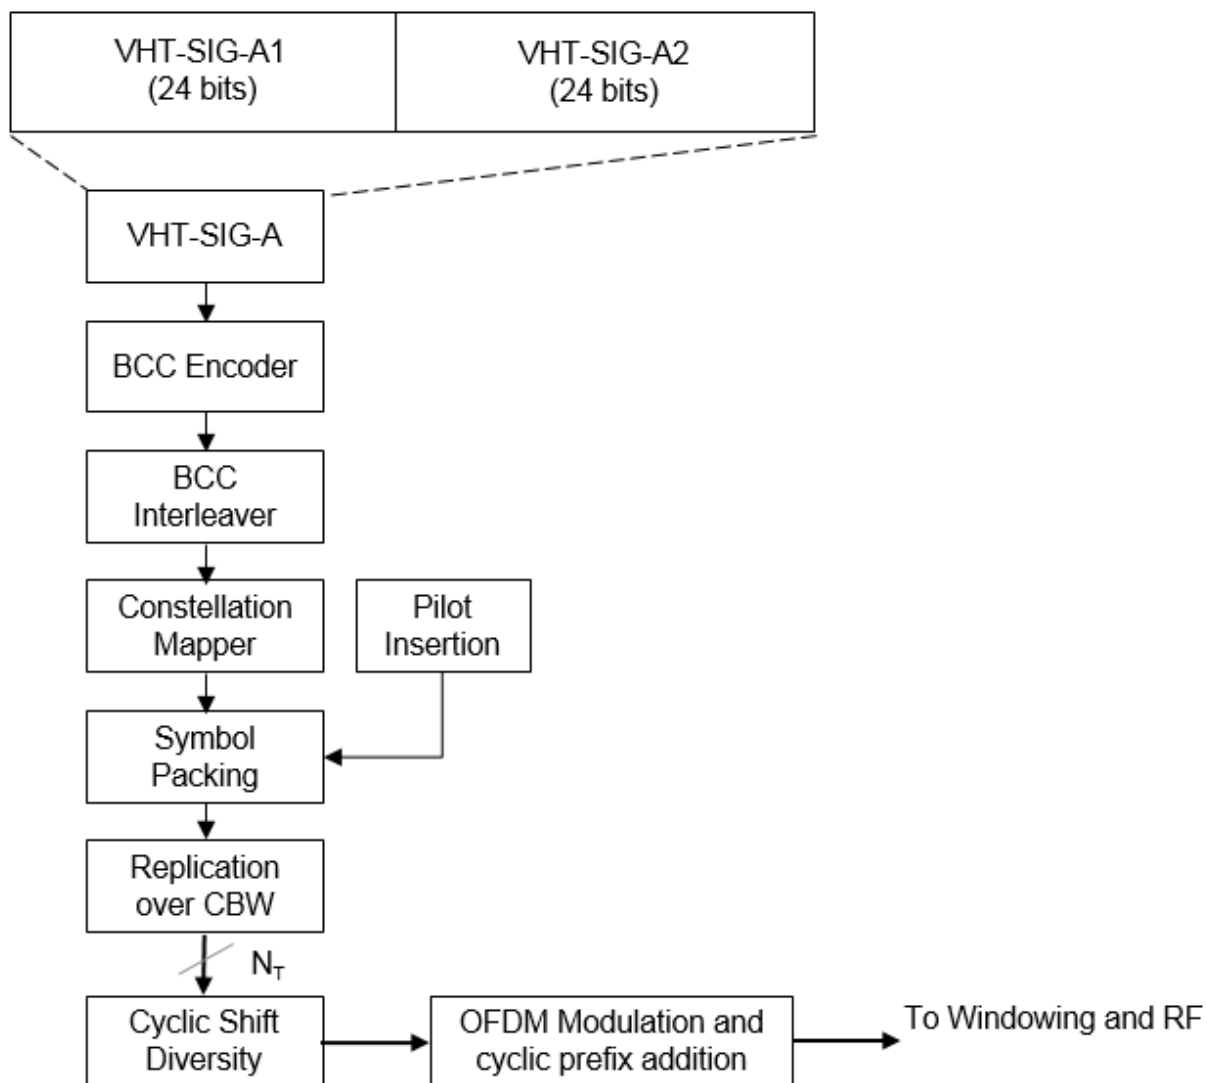 VHT-SIG-A1
(24 bits)
VHT-SIG-A2
(24 bits)
VHT-SIG-A
BCC Encoder
BCC
Interleaver
Constellation
Mapper
Pilot
Insertion
Symbol
Packing
Replication
over CBW
N_T
Cyclic Shift
Diversity
OFDM Modulation and
cyclic prefix addition
To Windowing and RF